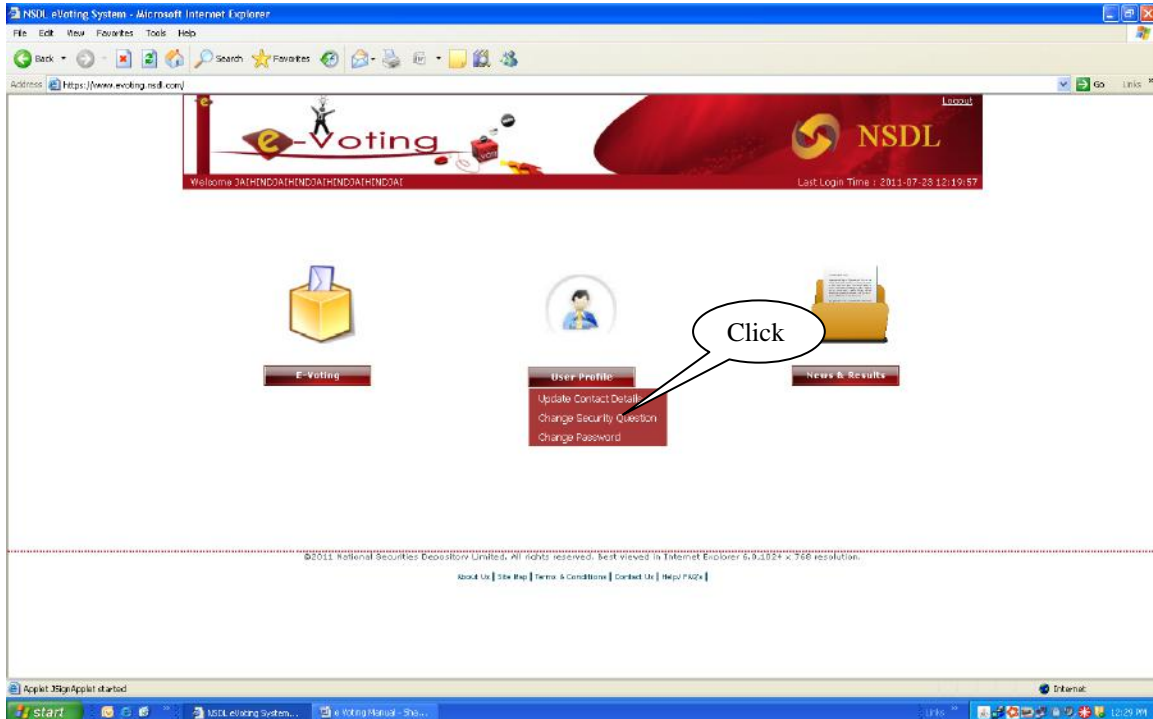 NSDL eVoting System - Microsoft Internet Explorer
File Edit View Favorites Tools Help
Back Search Favorites
Address https://www.evoting.nsdl.com/ Go Links
Logout
e-Voting
VOTE
NSDL
Welcome JAIHINDJAIHINDJAIHINDJAIHINDJAI Last Login Time : 2011-07-23 12:19:57
Click
E-Voting User Profile News & Results
Update Contact Details
Change Security Question
Change Password
©2011 National Securities Depository Limited. All rights reserved. Best viewed in Internet Explorer 6.0.1024 x 768 resolution.
About Us | Site Map | Terms & Conditions | Contact Us | Help/ FAQ's |
Applet JSignApplet started Internet
start NSDL eVoting System... e Voting Manual - Sha... Links 12:29 PM